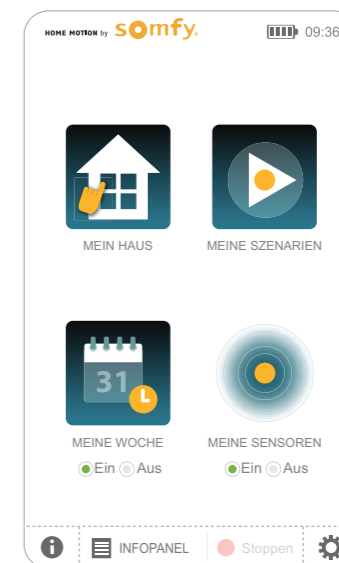 HOME MOTION by somfy. 09:36
MEIN HAUS MEINE SZENARIEN
31
MEINE WOCHE MEINE SENSOREN
Ein Aus Ein Aus
i INFOPANEL Stoppen